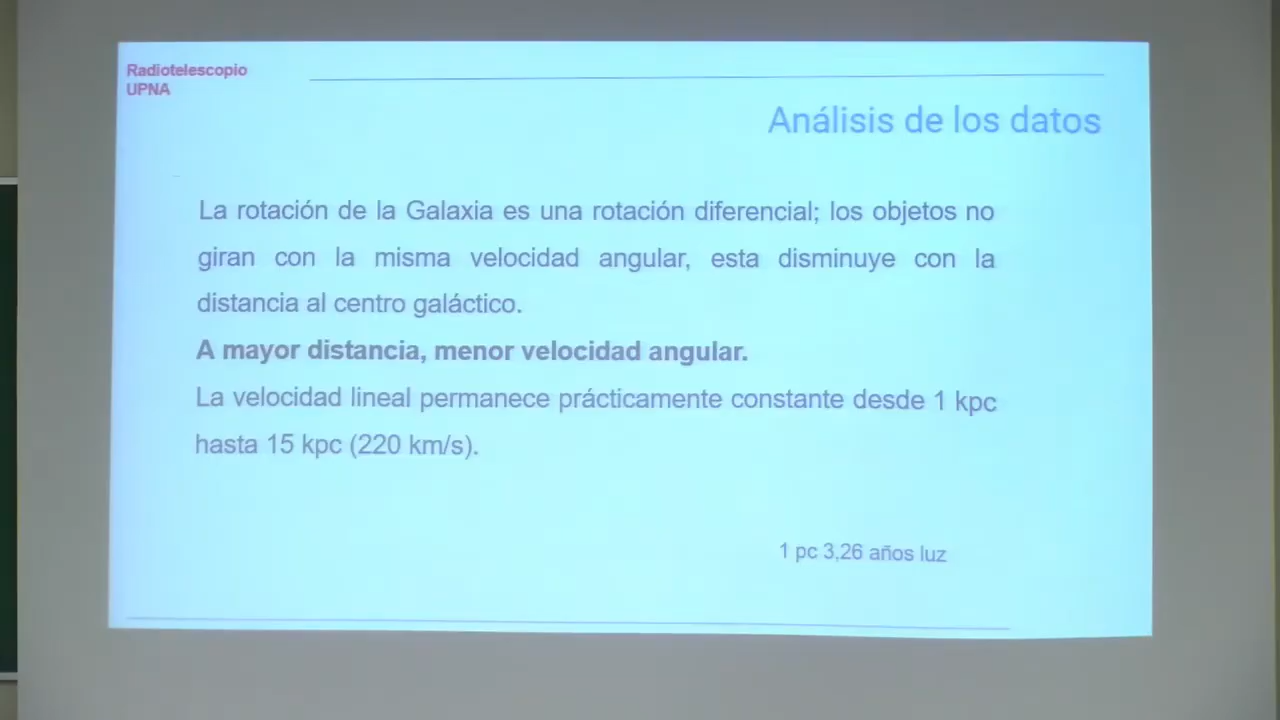 Radiotelescopio
UPNA
Análisis de los datos
La rotación de la Galaxia es una rotación diferencial; los objetos no
giran con la misma velocidad angular, esta disminuye con la
distancia al centro galáctico.
A mayor distancia, menor velocidad angular.
La velocidad lineal permanece prácticamente constante desde 1 kpc
hasta 15 kpc (220 km/s).
1 pc 3,26 años luz